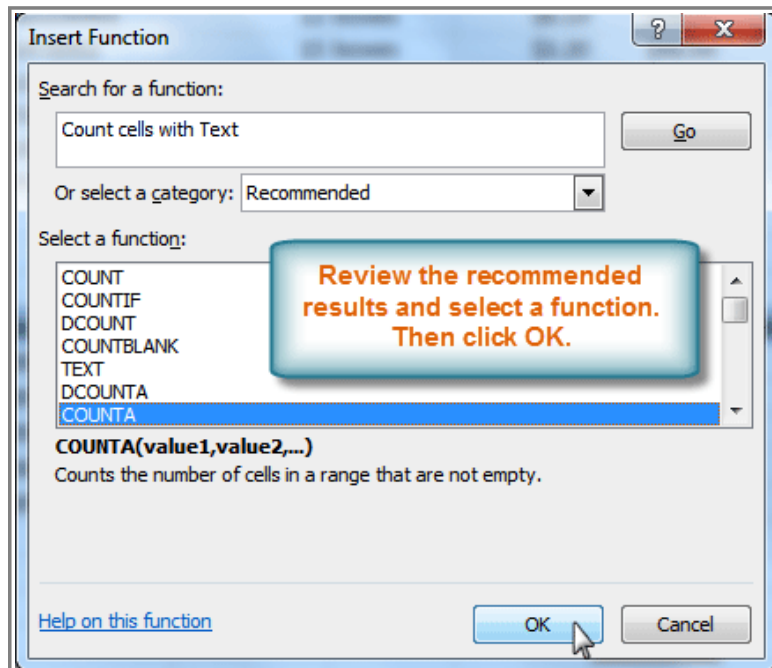 Insert Function
?
X
Search for a function:
Count cells with Text
Go
Or select a category: Recommended
Select a function:
COUNT
COUNTIF
DCOUNT
COUNTBLANK
TEXT
DCOUNTA
COUNTA
Review the recommended
results and select a function.
Then click OK.
COUNTA(value1,value2,...)
Counts the number of cells in a range that are not empty.
Help on this function
OK
Cancel